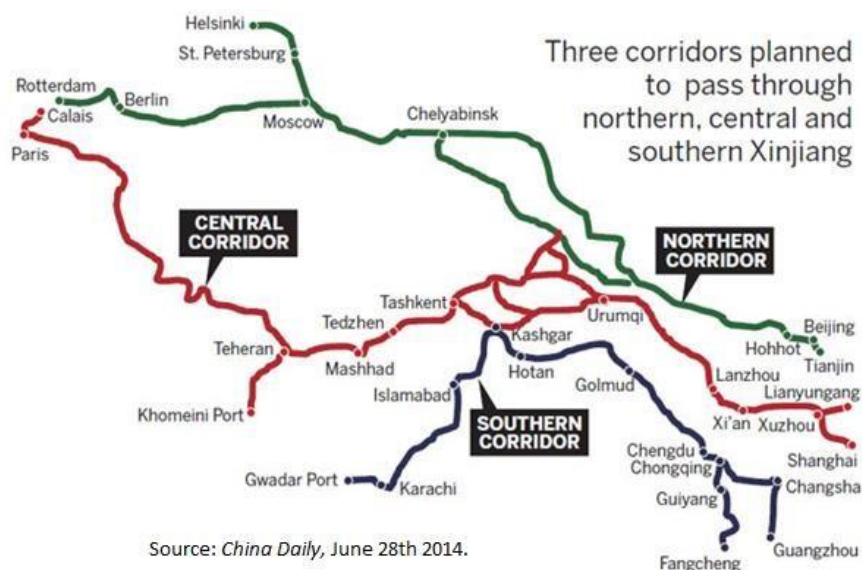 Three corridors planned
to pass through
northern, central and
southern Xinjiang
Helsinki
St. Petersburg
Rotterdam
Calais
Berlin
Moscow
Chelyabinsk
Paris
CENTRAL
CORRIDOR
NORTHERN
CORRIDOR
Tashkent
Urumqi
Tedzhen
Kashgar
Beijing
Hohhot
Tianjin
Teheran
Mashhad
Hotan
Golmud
Lanzhou
Islamabad
Lianyungang
Khomeini Port
SOUTHERN
CORRIDOR
Xi'an
Xuzhou
Shanghai
Chengdu
Chongqing
Gwadar Port
Karachi
Guiyang
Changsha
Guangzhou
Fangcheng
Source: China Daily, June 28th 2014.